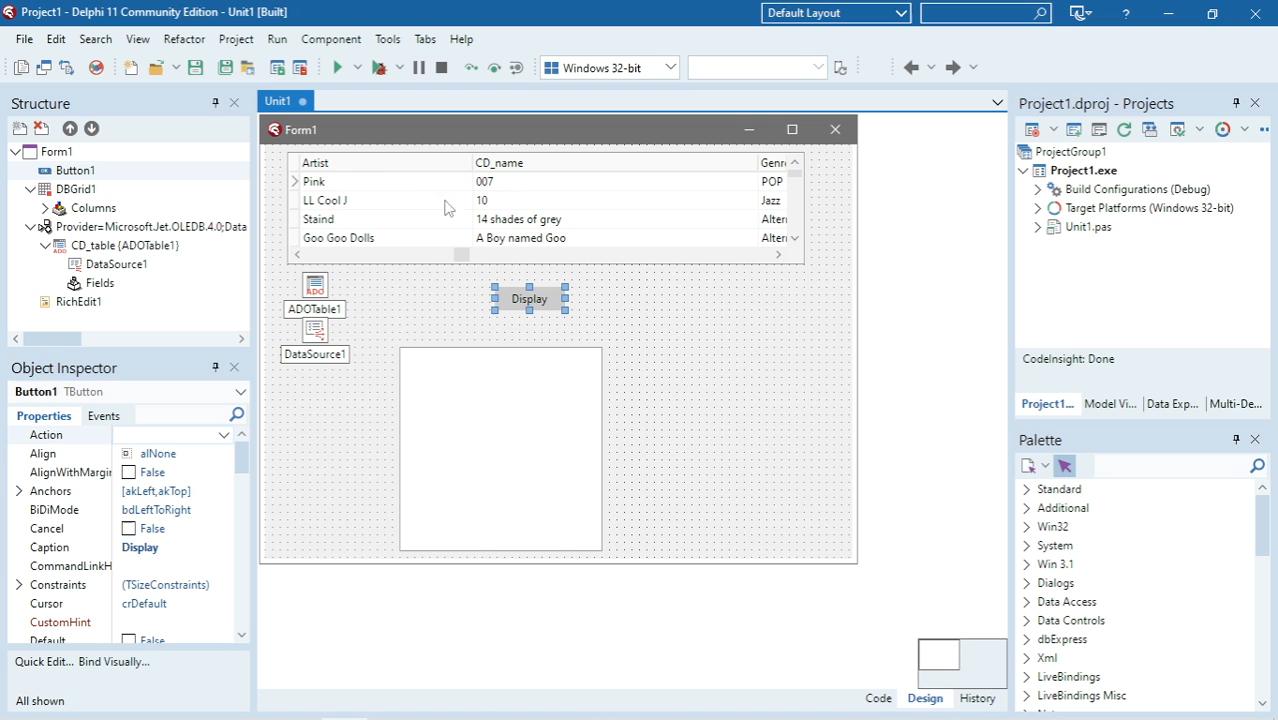 Project1 - Delphi 11 Community Edition - Unit1 [Built]
Default Layout
?
File Edit Search View Refactor Project Run Component Tools Tabs Help
Windows 32-bit
Structure
Form1
Button1
DBGrid1
Columns
Provider=Microsoft.Jet.OLEDB.4.0;Data
CD_table {ADOTable1}
DataSource1
Fields
RichEdit1
Object Inspector
Button1 TButton
Properties Events
Action
Align alNone
AlignWithMargin False
Anchors [akLeft,akTop]
BiDiMode bdLeftToRight
Cancel False
Caption Display
CommandLinkH
Constraints (TSizeConstraints)
Cursor crDefault
CustomHint
Default False
Quick Edit... Bind Visually...
All shown
Unit1
Form1
Artist CD_name Genre
Pink 007 POP
LL Cool J 10 Jazz
Staind 14 shades of grey Altern
Goo Goo Dolls A Boy named Goo Altern
ADO
ADOTable1
DataSource1
Display
Code Design History
Project1.dproj - Projects
ProjectGroup1
Project1.exe
Build Configurations (Debug)
Target Platforms (Windows 32-bit)
Unit1.pas
CodeInsight: Done
Project1... Model Vi... Data Exp... Multi-De...
Palette
Standard
Additional
Win32
System
Win 3.1
Dialogs
Data Access
Data Controls
dbExpress
Xml
LiveBindings
LiveBindings Misc